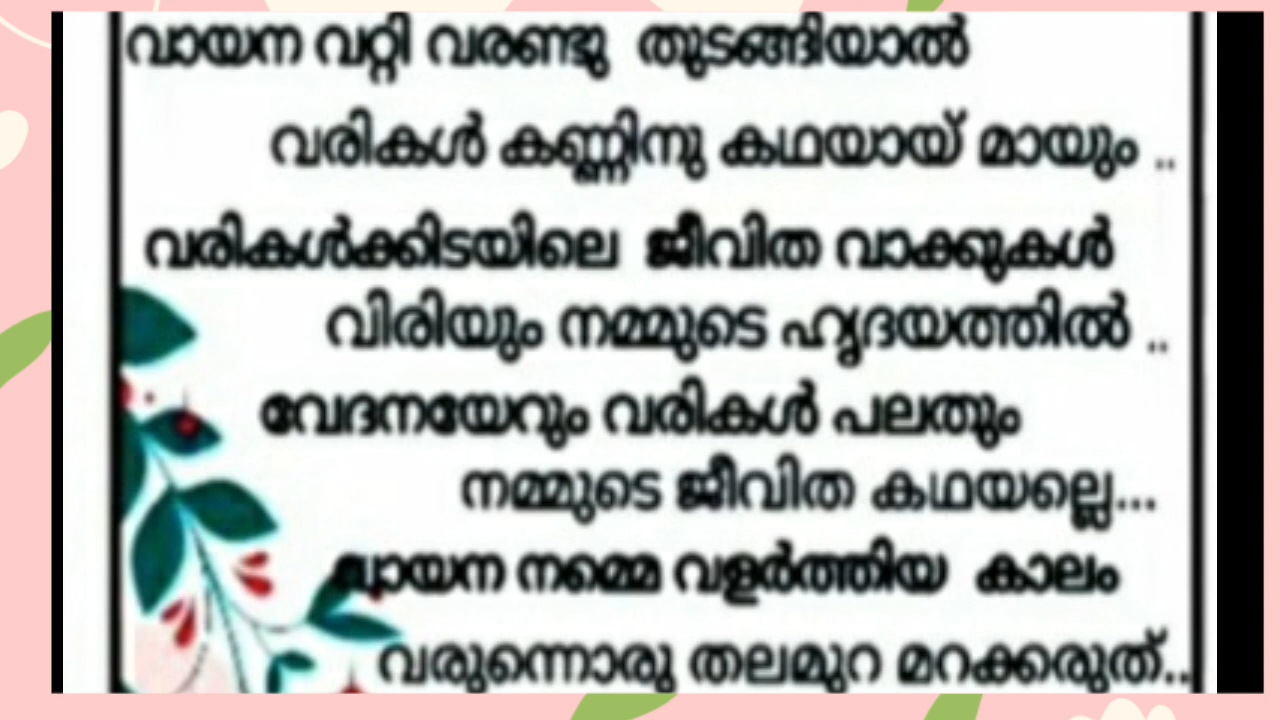 വായന വറ്റി വരണ്ടു തുടങ്ങിയാൽ
വരികൾ കണ്ണിനു കഥയായ് മായും ..
വരികൾക്കിടയിലെ ജീവിത വാക്കുകൾ
വിരിയും നമ്മുടെ ഹൃദയത്തിൽ ..
വേദനയേറും വരികൾ പലതും
നമ്മുടെ ജീവിത കഥയല്ലെ...
വായന നമ്മെ വളർത്തിയ കാലം
വരുന്നൊരു തലമുറ മറക്കരുത്..